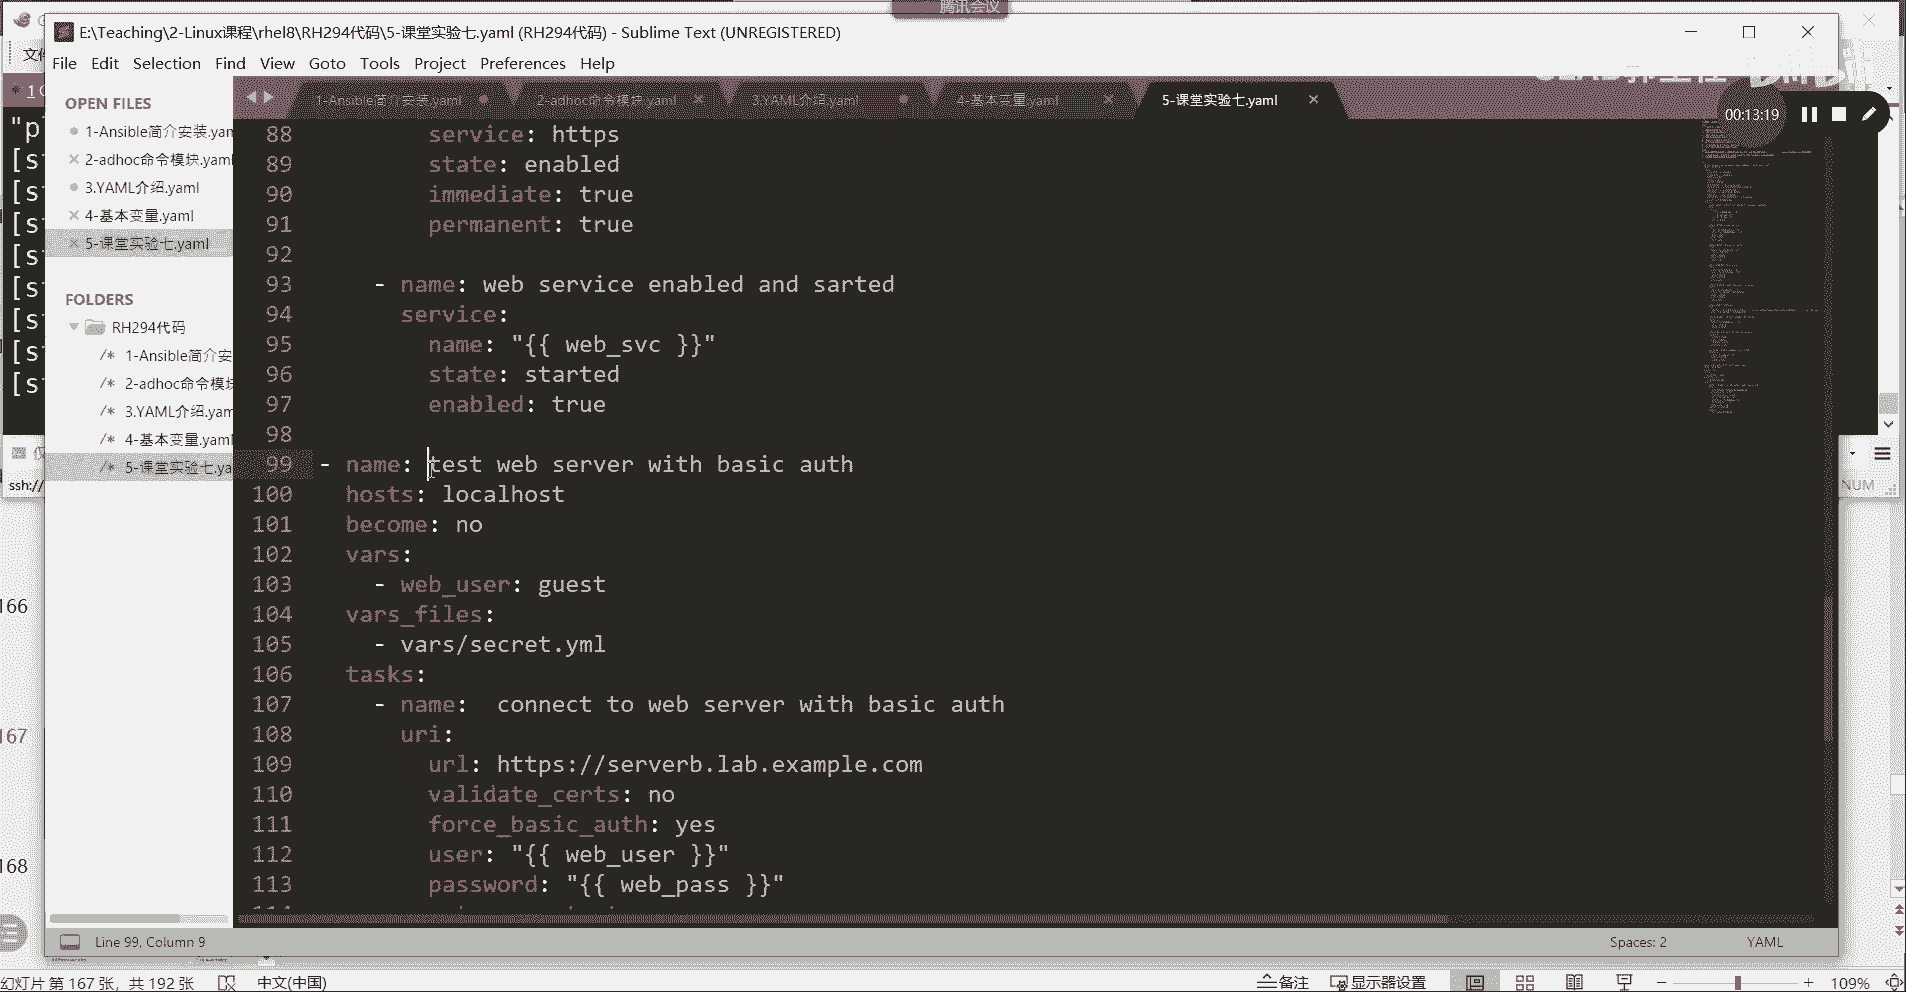 腾讯会议
E:\Teaching\2-Linux课程\rhel8\RH294代码\5-课堂实验七.yaml (RH294代码) - Sublime Text (UNREGISTERED)
File Edit Selection Find View Goto Tools Project Preferences Help
1-Ansible简介安装.yaml 2-adhoc命令模块.yaml 3.YAML介绍.yaml 4-基本变量.yaml 5-课堂实验七.yaml
00:13:19
OPEN FILES
1-Ansible简介安装.yam
2-adhoc命令模块.yaml
3.YAML介绍.yaml
4-基本变量.yaml
5-课堂实验七.yaml
FOLDERS
RH294代码
/* 1-Ansible简介安
/* 2-adhoc命令模块
/* 3.YAML介绍.yam
/* 4-基本变量.yaml
/* 5-课堂实验七.ya
88 service: https
89 state: enabled
90 immediate: true
91 permanent: true
92
93 - name: web service enabled and sarted
94 service:
95 name: "{{ web_svc }}"
96 state: started
97 enabled: true
98
99 - name: test web server with basic auth
100 hosts: localhost
101 become: no
102 vars:
103 - web_user: guest
104 vars_files:
105 - vars/secret.yml
106 tasks:
107 - name: connect to web server with basic auth
108 uri:
109 url: https://serverb.lab.example.com
110 validate_certs: no
111 force_basic_auth: yes
112 user: "{{ web_user }}"
113 password: "{{ web_pass }}"
Line 99, Column 9
Spaces: 2
YAML
"p
[s
[s
[s
[s
[s
[s
[s
[s
ssh://
NUM
166
167
168
幻灯片 第 167 张，共 192 张
中文(中国)
备注
显示器设置
109%